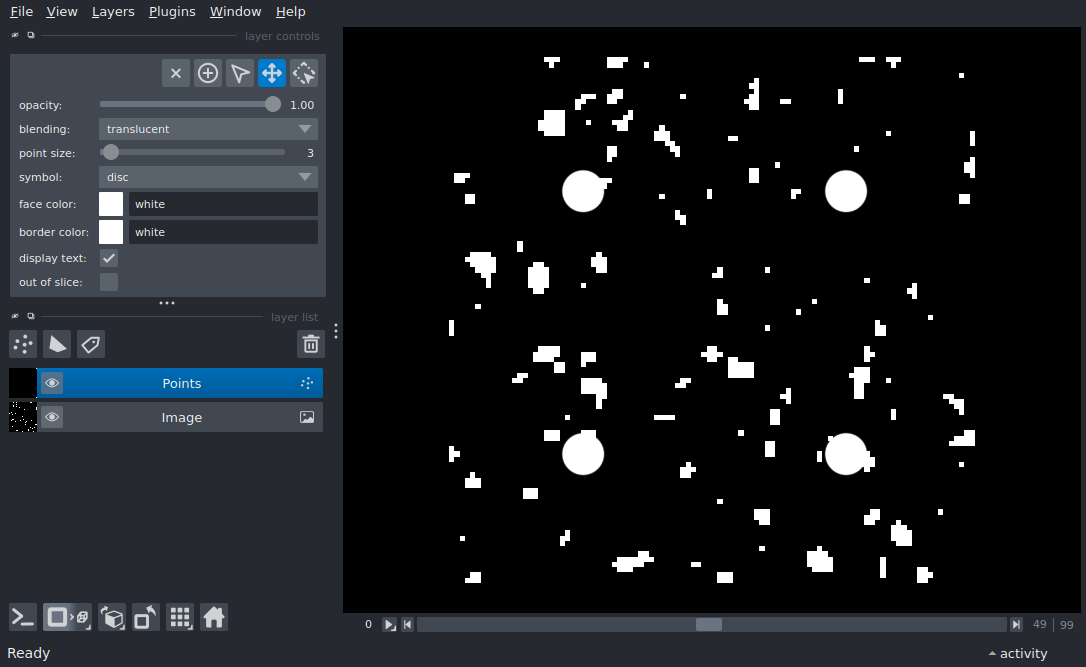 File View Layers Plugins Window Help
layer controls
opacity: 1.00
blending: translucent
point size: 3
symbol: disc
face color: white
border color: white
display text:
out of slice:
layer list
Points
Image
0 49 99
Ready activity